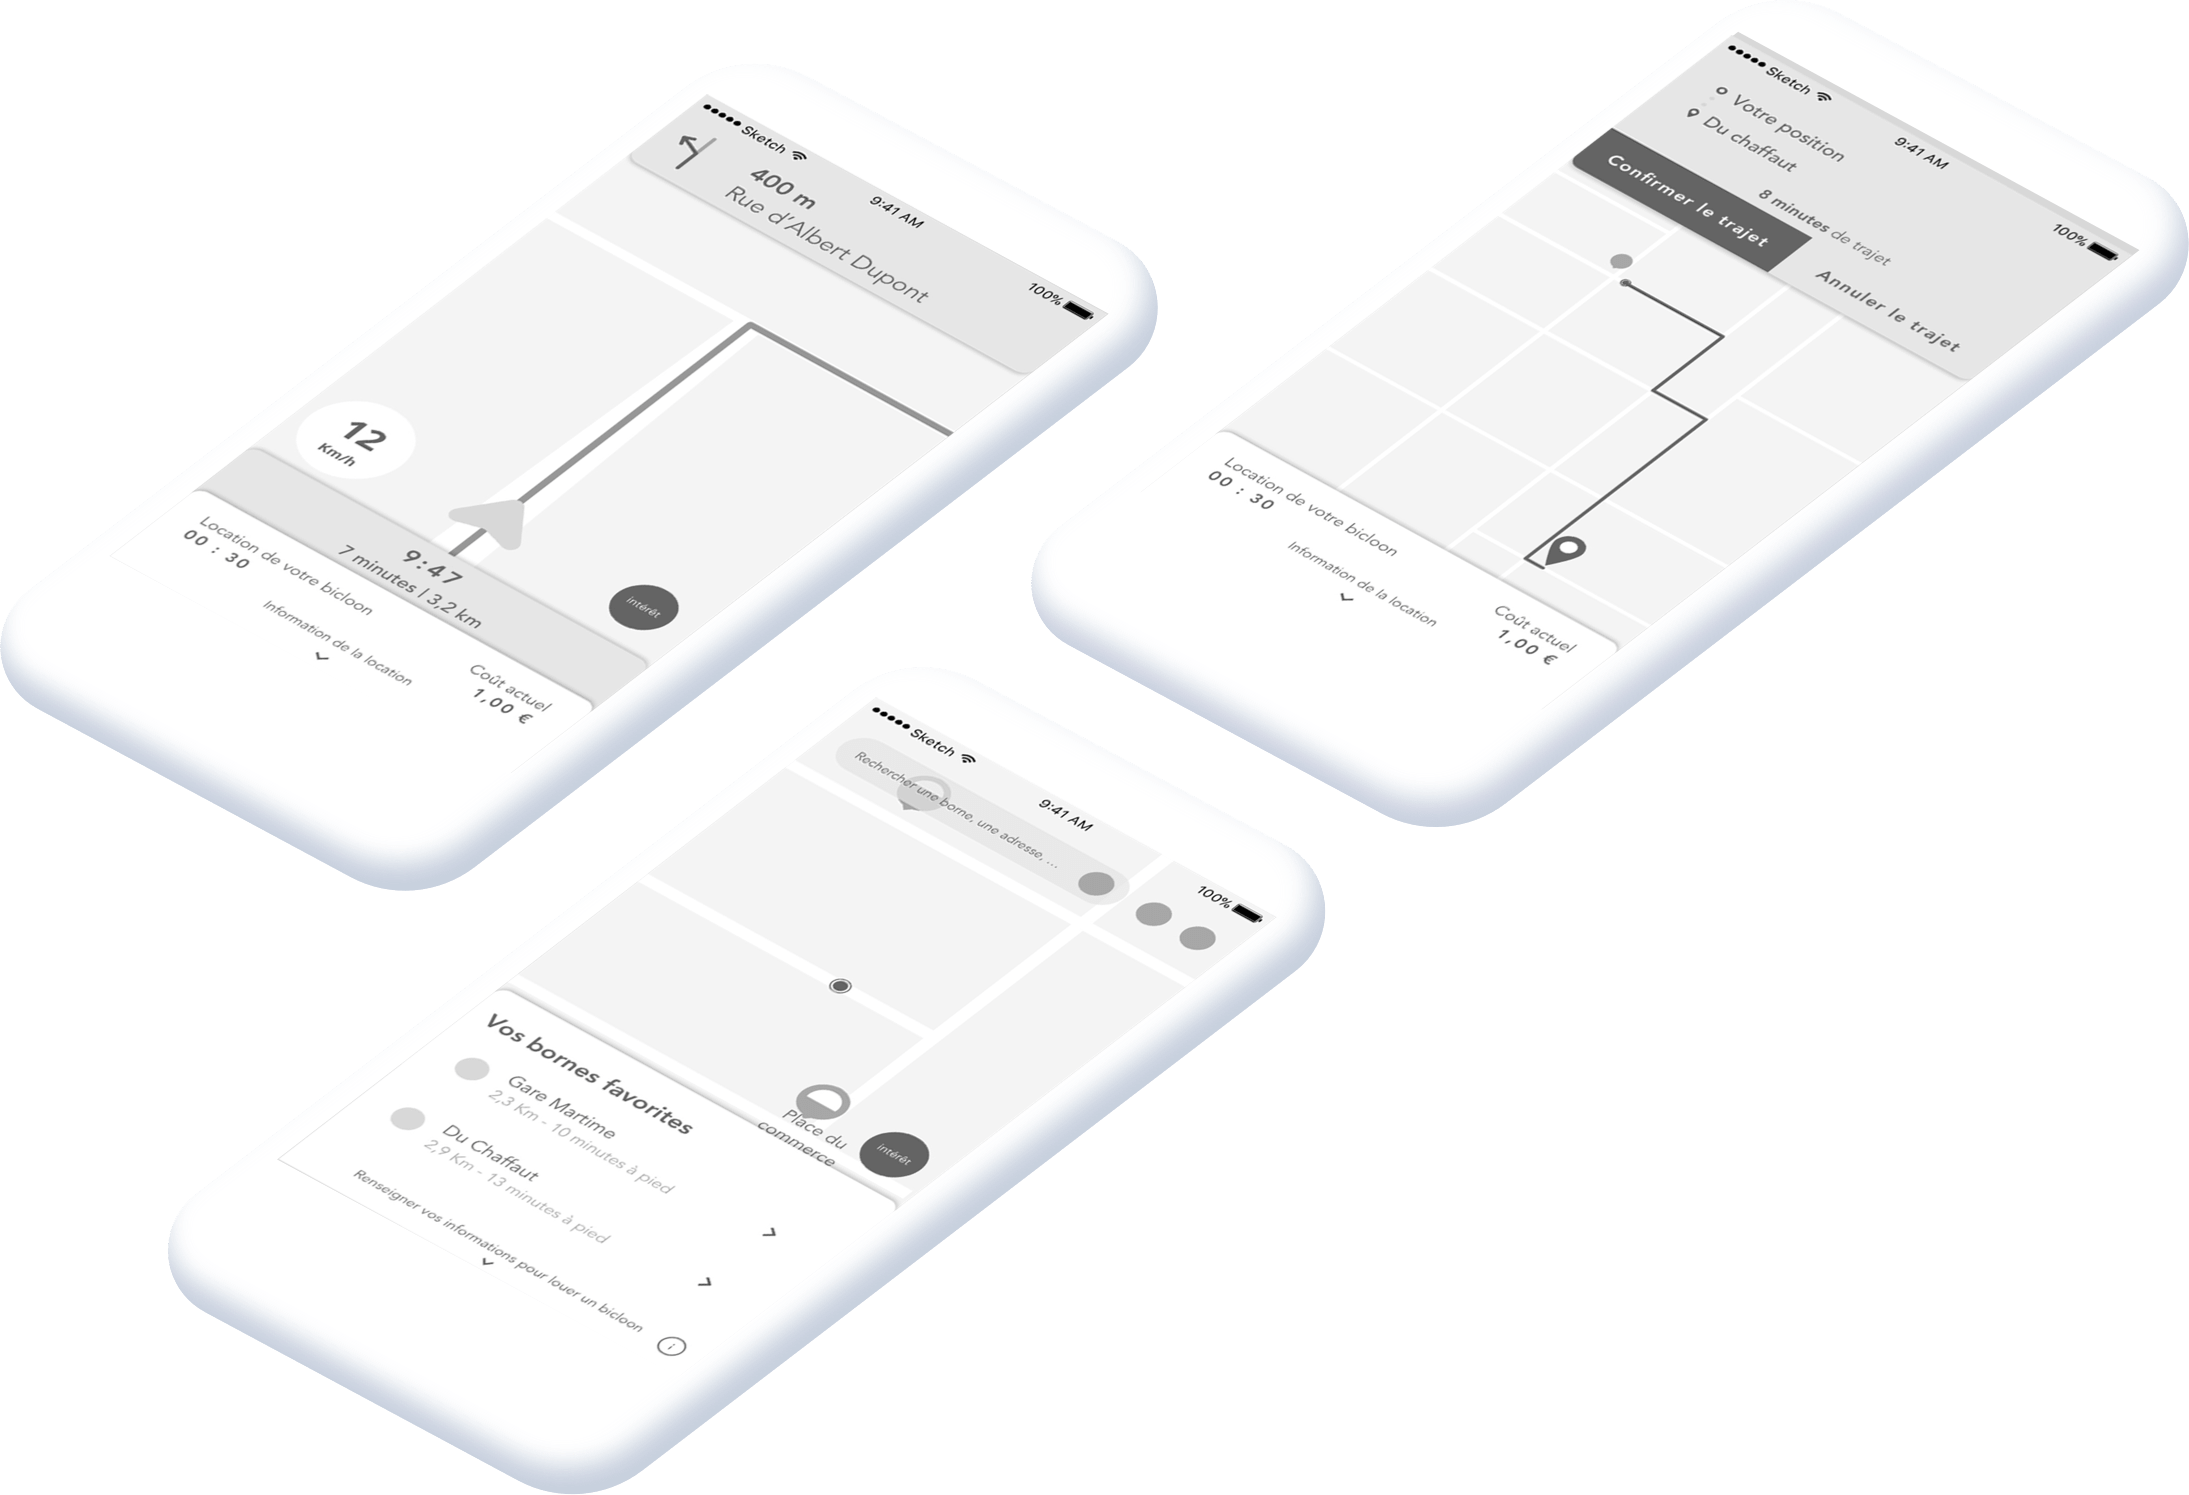 Sketch
9:41 AM
100%
400 m
Rue d'Albert Dupont
12
Km/h
intérêt
9:47
7 minutes | 3,2 km
Location de votre bicloon
00 : 30
Information de la location
Coût actuel
1,00 €
Sketch
9:41 AM
100%
Votre position
Du chaffaut
8 minutes de trajet
Confirmer le trajet
Annuler le trajet
Location de votre bicloon
00 : 30
Information de la location
Coût actuel
1,00 €
Sketch
9:41 AM
100%
Rechercher une borne, une adresse, ...
Place du
commerce
intérêt
Vos bornes favorites
Gare Martime
2,3 Km - 10 minutes à pied
Du Chaffaut
2,9 Km - 13 minutes à pied
Renseigner vos informations pour louer un bicloon
i